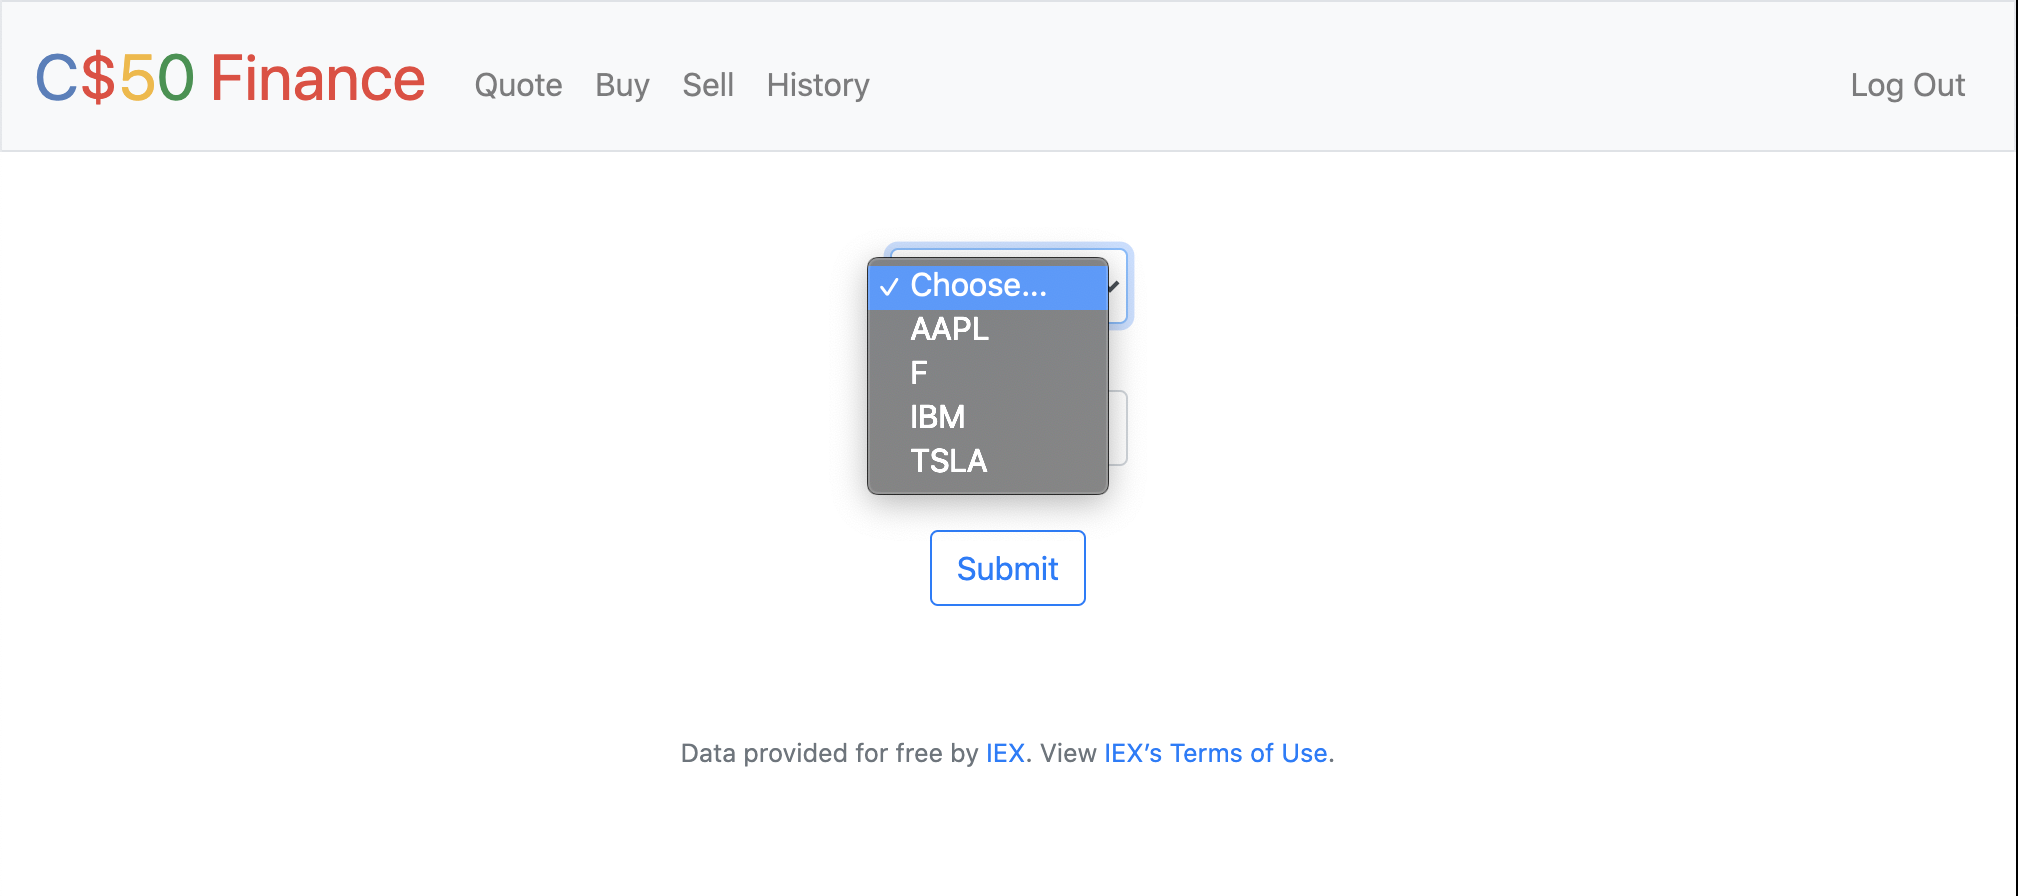 C$50 Finance Quote Buy Sell History Log Out
Choose...
AAPL
F
IBM
TSLA
Submit
Data provided for free by IEX. View IEX’s Terms of Use.